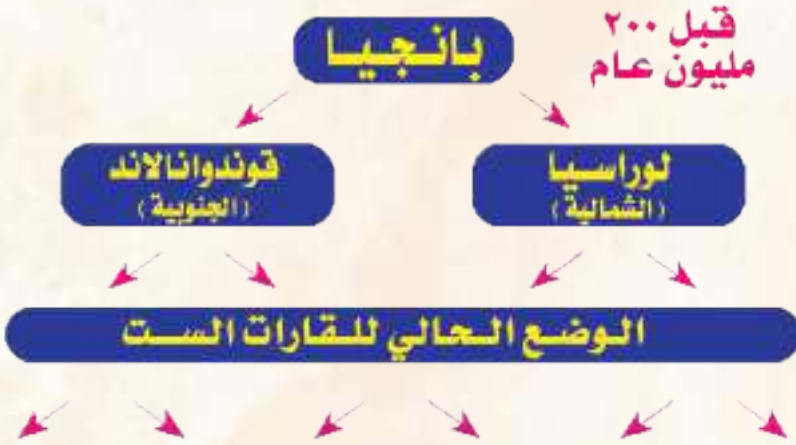 قبل ٢٠٠
مليون عام
بانجيا
لوراسيا
(الشمالية)
قوندوانالاند
(الجنوبية)
الوضع الحالي للقارات الست